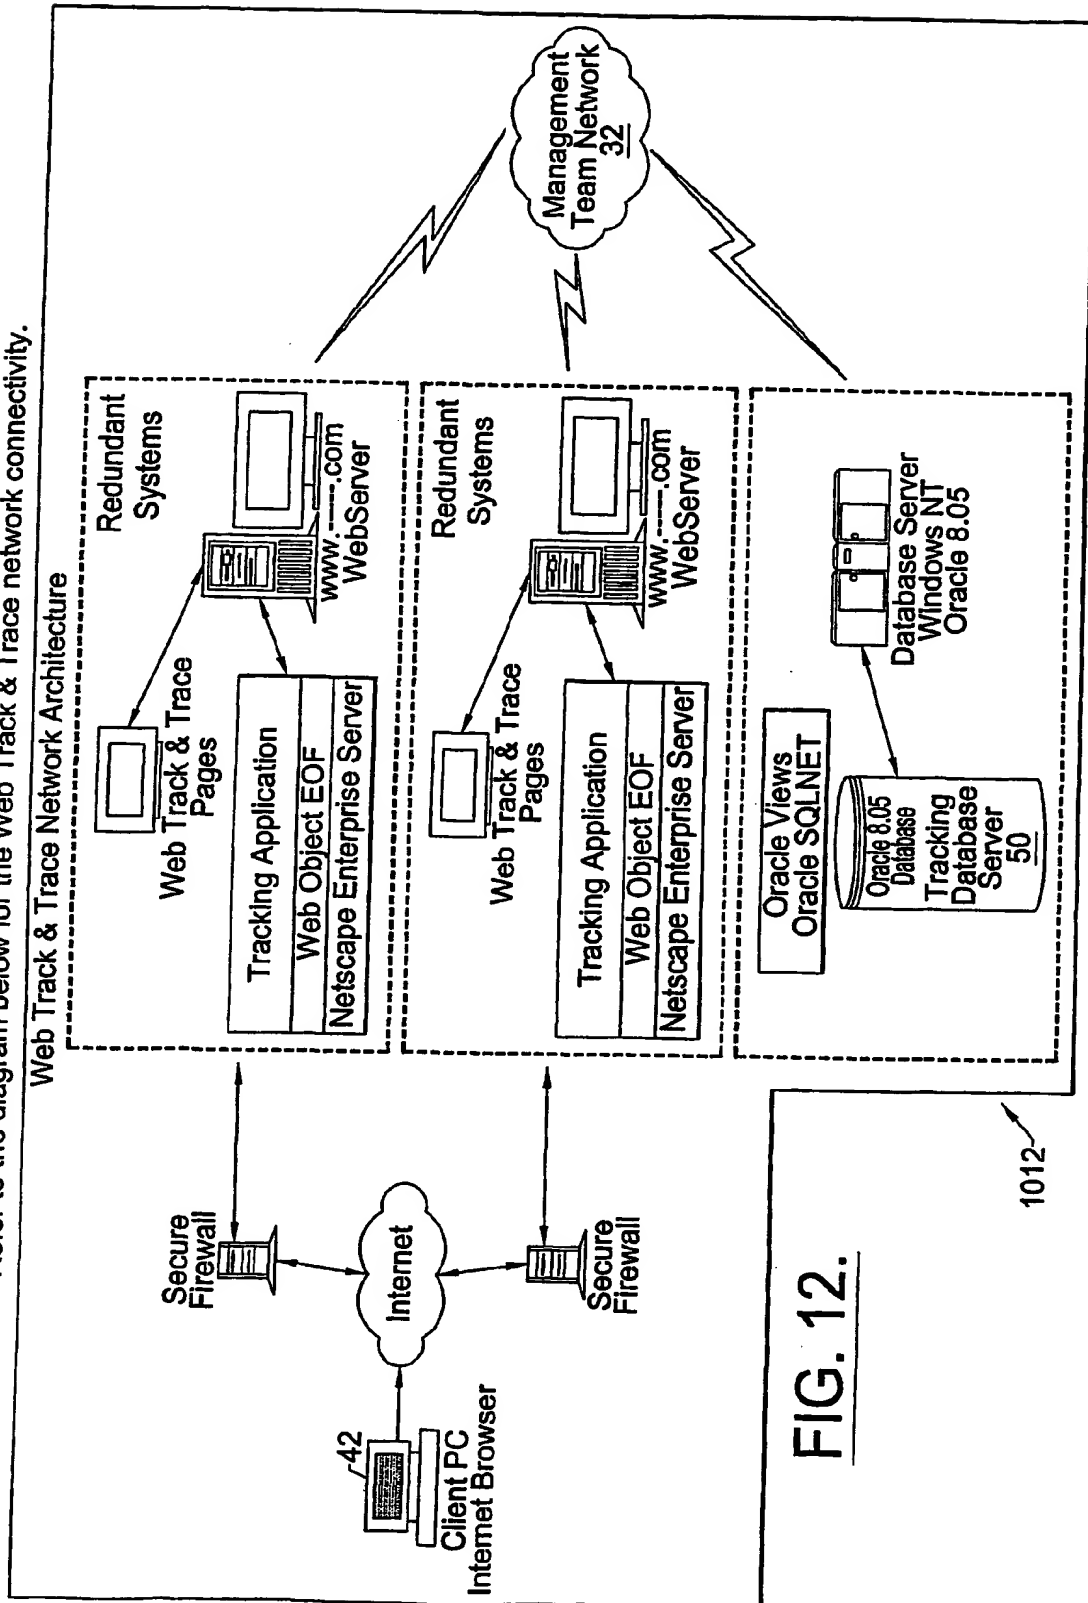 Refer to the diagram below for the Web Track & Trace network connectivity.
Web Track & Trace Network Architecture
42
Client PC
Internet Browser
Internet
Secure
Firewall
Secure
Firewall
Redundant
Systems
Web Track & Trace
Pages
www.-----.com
WebServer
Tracking Application
Web Object EOF
Netscape Enterprise Server
Redundant
Systems
Web Track & Trace
Pages
www.-----.com
WebServer
Tracking Application
Web Object EOF
Netscape Enterprise Server
Oracle Views
Oracle SQLNET
Oracle 8.05
Database
Tracking
Database
Server
50
Database Server
Windows NT
Oracle 8.05
Management
Team Network
32
1012
FIG. 12.